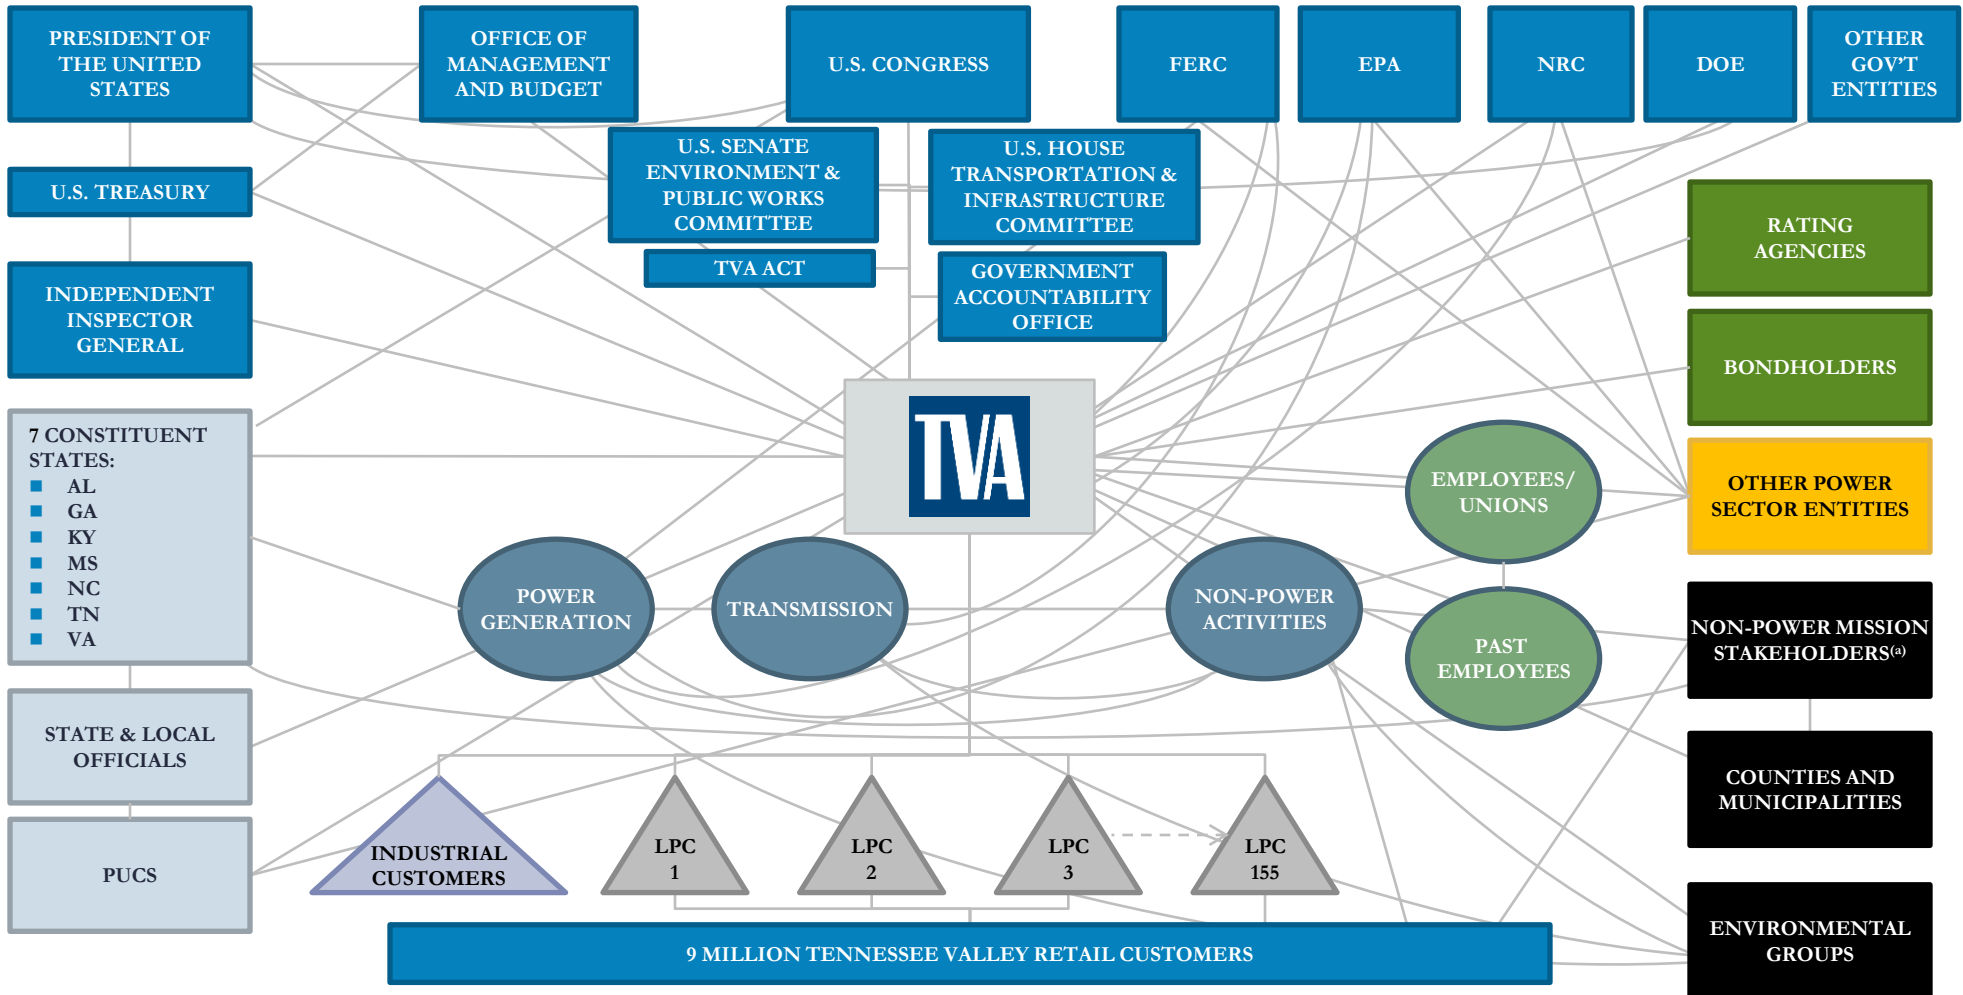 PRESIDENT OF
THE UNITED
STATES
OFFICE OF
MANAGEMENT
AND BUDGET
U.S. CONGRESS
FERC
EPA
NRC
DOE
OTHER
GOV'T
ENTITIES
U.S. SENATE
ENVIRONMENT &
PUBLIC WORKS
COMMITTEE
U.S. HOUSE
TRANSPORTATION &
INFRASTRUCTURE
COMMITTEE
U.S. TREASURY
TVA ACT
GOVERNMENT
ACCOUNTABILITY
OFFICE
INDEPENDENT
INSPECTOR
GENERAL
RATING
AGENCIES
BONDHOLDERS
7 CONSTITUENT
STATES:
■ AL
■ GA
■ KY
■ MS
■ NC
■ TN
■ VA
TVA
EMPLOYEES/
UNIONS
OTHER POWER
SECTOR ENTITIES
POWER
GENERATION
TRANSMISSION
NON-POWER
ACTIVITIES
PAST
EMPLOYEES
NON-POWER MISSION
STAKEHOLDERS(a)
STATE & LOCAL
OFFICIALS
COUNTIES AND
MUNICIPALITIES
PUCS
INDUSTRIAL
CUSTOMERS
LPC
1
LPC
2
LPC
3
LPC
155
ENVIRONMENTAL
GROUPS
9 MILLION TENNESSEE VALLEY RETAIL CUSTOMERS